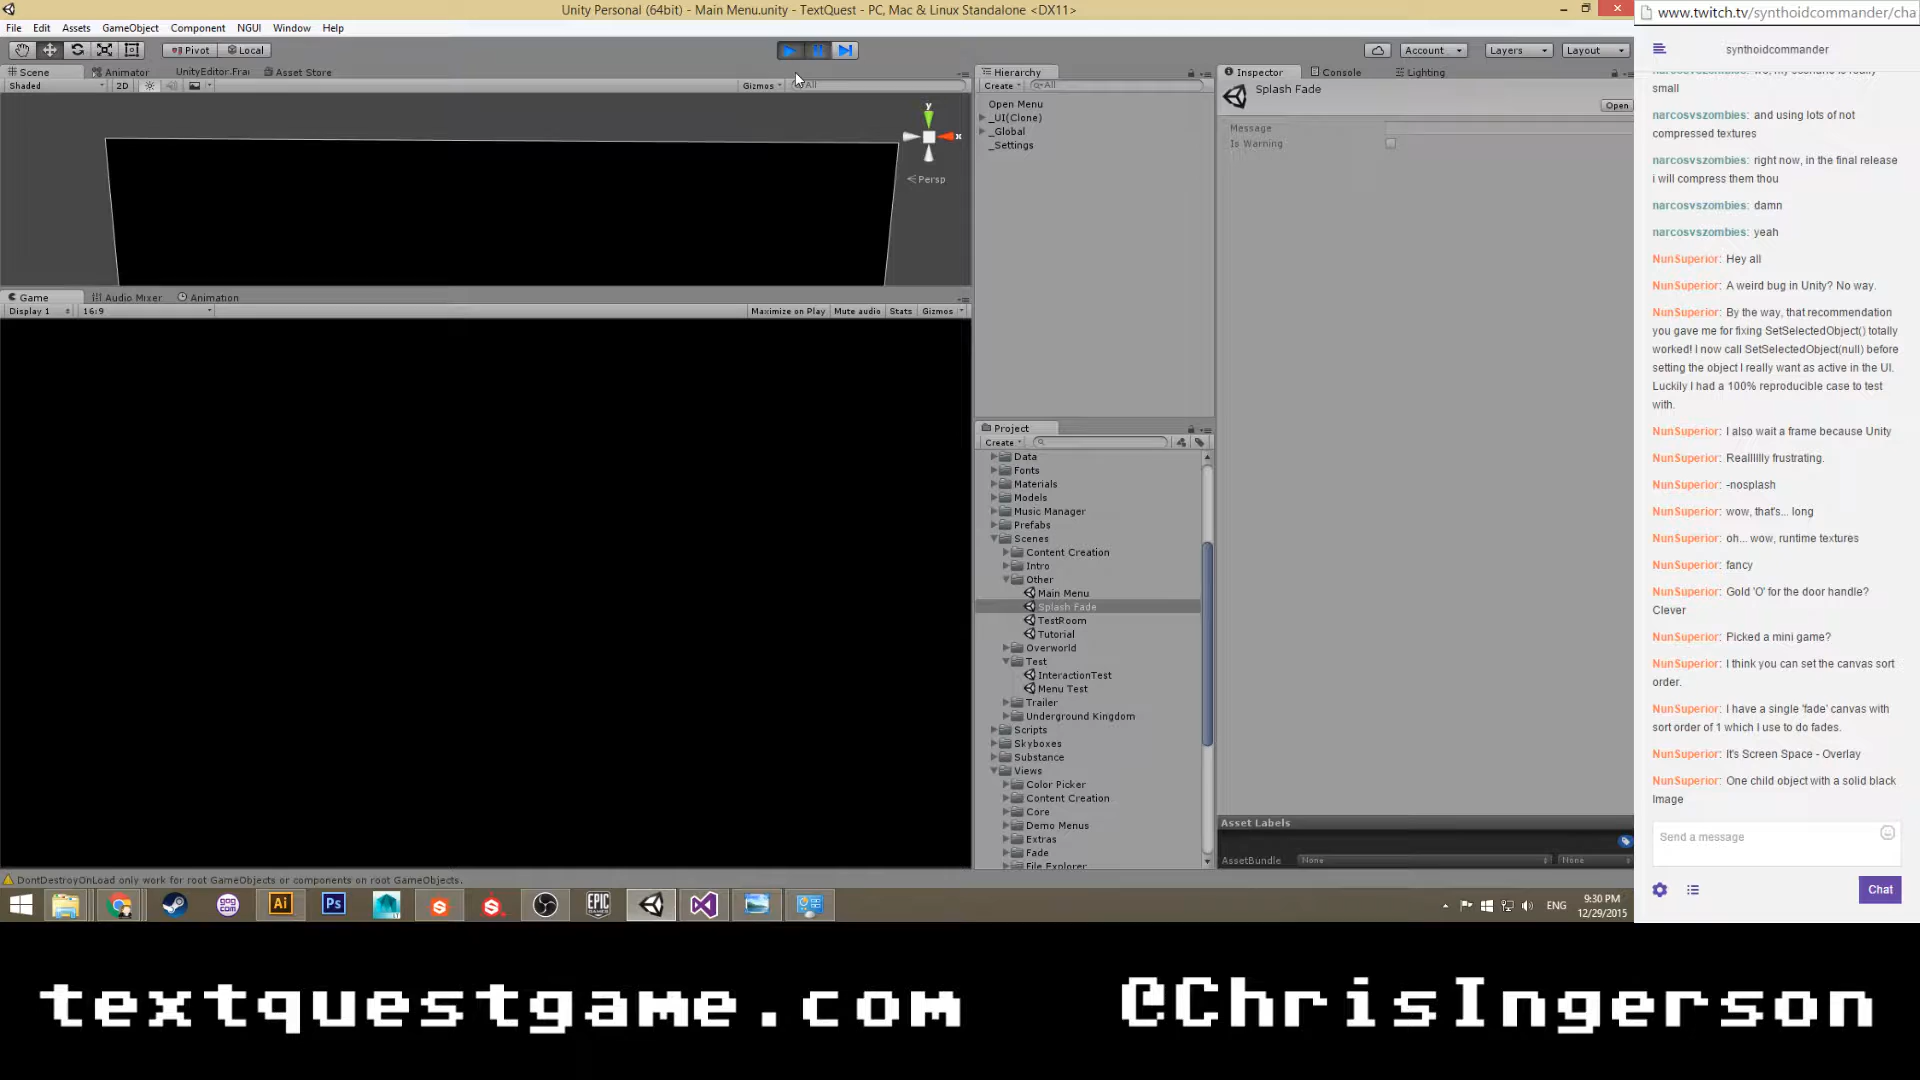 Unity Personal (64bit) - Main Menu.unity - TextQuest - PC, Mac & Linux Standalone <DX11>
www.twitch.tv/synthoidcommander/cha
File Edit Assets GameObject Component NGUI Window Help
Pivot Local
Account Layers Layout
synthoidcommander
Scene Animator UnityEditor.Fra Asset Store
Shaded 2D Gizmos All
y
x
Persp
Game Audio Mixer Animation
Display 1 16:9 Maximize on Play Mute audio Stats Gizmos
Hierarchy
Create All
Open Menu
_UI(Clone)
_Global
_Settings
Project
Create
Data
Fonts
Materials
Models
Music Manager
Prefabs
Scenes
Content Creation
Intro
Other
Main Menu
Splash Fade
TestRoom
Tutorial
Overworld
Test
InteractionTest
Menu Test
Trailer
Underground Kingdom
Scripts
Skyboxes
Substance
Views
Color Picker
Content Creation
Core
Demo Menus
Extras
Fade
File Explorer
Inspector Console Lighting
Splash Fade
Open
Message
Is Warning
Asset Labels
AssetBundle None None
small
narcosvszombies: and using lots of not
compressed textures
narcosvszombies: right now, in the final release
i will compress them thou
narcosvszombies: damn
narcosvszombies: yeah
NunSuperior: Hey all
NunSuperior: A weird bug in Unity? No way.
NunSuperior: By the way, that recommendation
you gave me for fixing SetSelectedObject() totally
worked! I now call SetSelectedObject(null) before
setting the object I really want as active in the UI.
Luckily I had a 100% reproducible case to test
with.
NunSuperior: I also wait a frame because Unity
NunSuperior: Realllllly frustrating.
NunSuperior: -nosplash
NunSuperior: wow, that's... long
NunSuperior: oh... wow, runtime textures
NunSuperior: fancy
NunSuperior: Gold 'O' for the door handle?
Clever
NunSuperior: Picked a mini game?
NunSuperior: I think you can set the canvas sort
order.
NunSuperior: I have a single 'fade' canvas with
sort order of 1 which I use to do fades.
NunSuperior: It's Screen Space - Overlay
NunSuperior: One child object with a solid black
Image
Send a message
Chat
DontDestroyOnLoad only work for root GameObjects or components on root GameObjects.
gog
com
Ai
Ps
EPIC
GAMES
ENG
9:30 PM
12/29/2015
textquestgame.com @ChrisIngerson